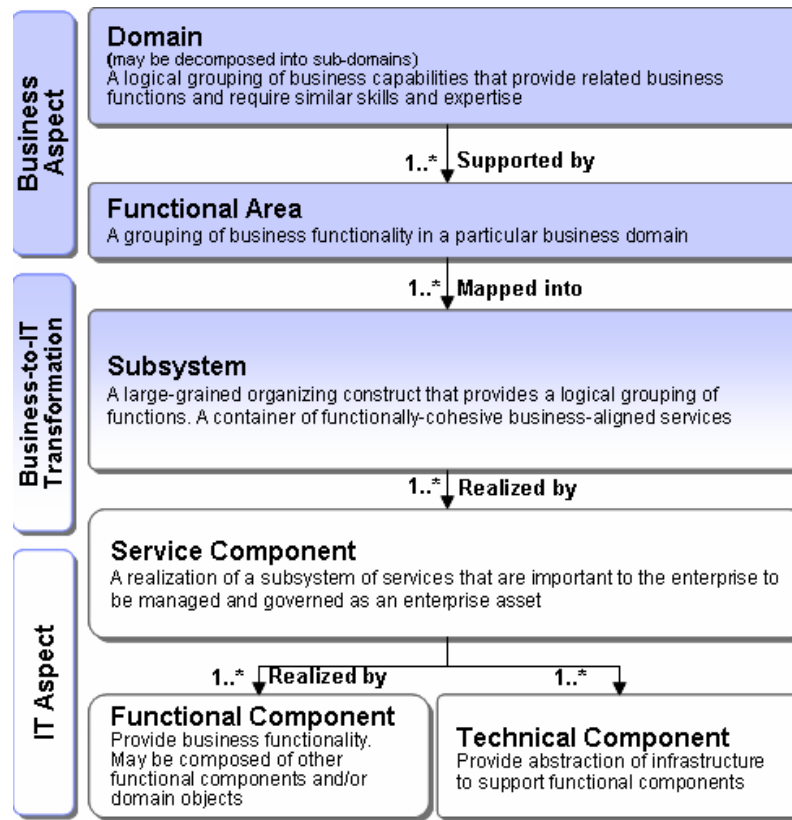 Business
Aspect
Domain
(may be decomposed into sub-domains)
A logical grouping of business capabilities that provide related business
functions and require similar skills and expertise
1..* Supported by
Functional Area
A grouping of business functionality in a particular business domain
1..* Mapped into
Business-to-IT
Transformation
Subsystem
A large-grained organizing construct that provides a logical grouping of
functions. A container of functionally-cohesive business-aligned services
1..* Realized by
IT Aspect
Service Component
A realization of a subsystem of services that are important to the enterprise to
be managed and governed as an enterprise asset
1..* Realized by
1..*
Functional Component
Provide business functionality.
May be composed of other
functional components and/or
domain objects
Technical Component
Provide abstraction of infrastructure
to support functional components